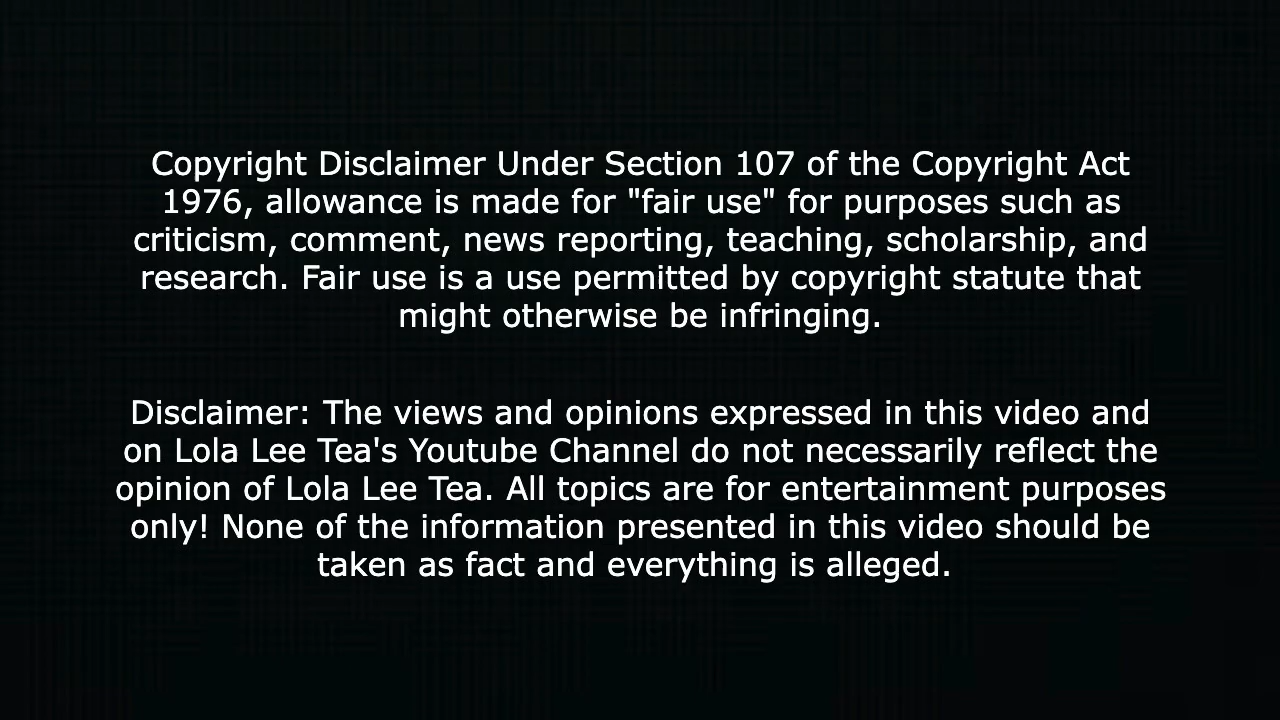 Copyright Disclaimer Under Section 107 of the Copyright Act
1976, allowance is made for "fair use" for purposes such as
criticism, comment, news reporting, teaching, scholarship, and
research. Fair use is a use permitted by copyright statute that
might otherwise be infringing.
Disclaimer: The views and opinions expressed in this video and
on Lola Lee Tea's Youtube Channel do not necessarily reflect the
opinion of Lola Lee Tea. All topics are for entertainment purposes
only! None of the information presented in this video should be
taken as fact and everything is alleged.